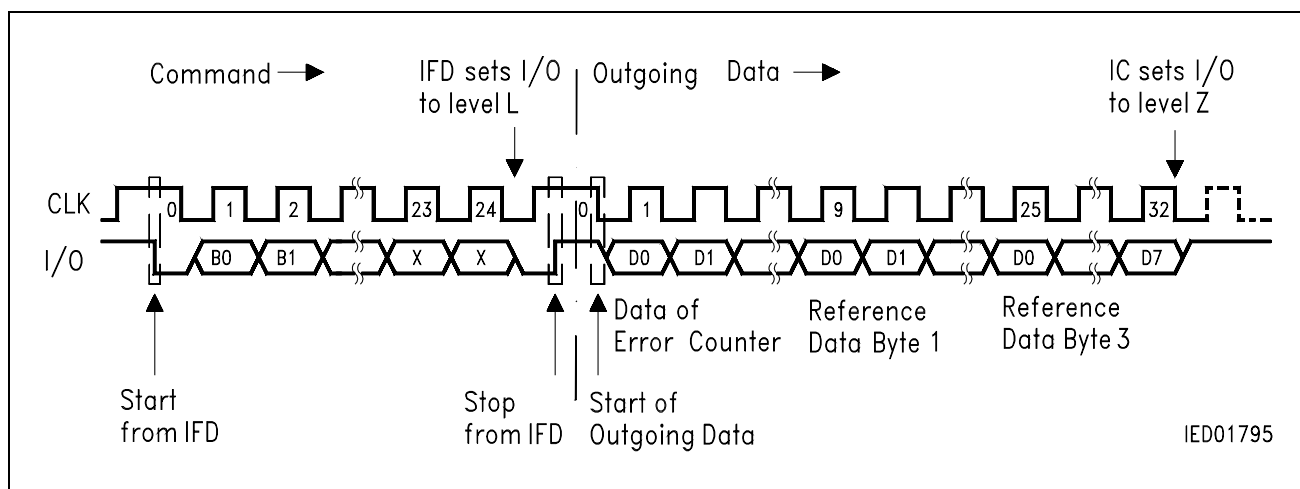 Command
IFD sets I/O
to level L
Outgoing Data
IC sets I/O
to level Z
CLK
0 1 2 23 24 0 1 9 25 32
I/O
B0 B1 X X D0 D1 D0 D1 D0 D7
Data of
Error Counter
Reference
Data Byte 1
Reference
Data Byte 3
Start
from IFD
Stop
from IFD
Start of
Outgoing Data
IED01795